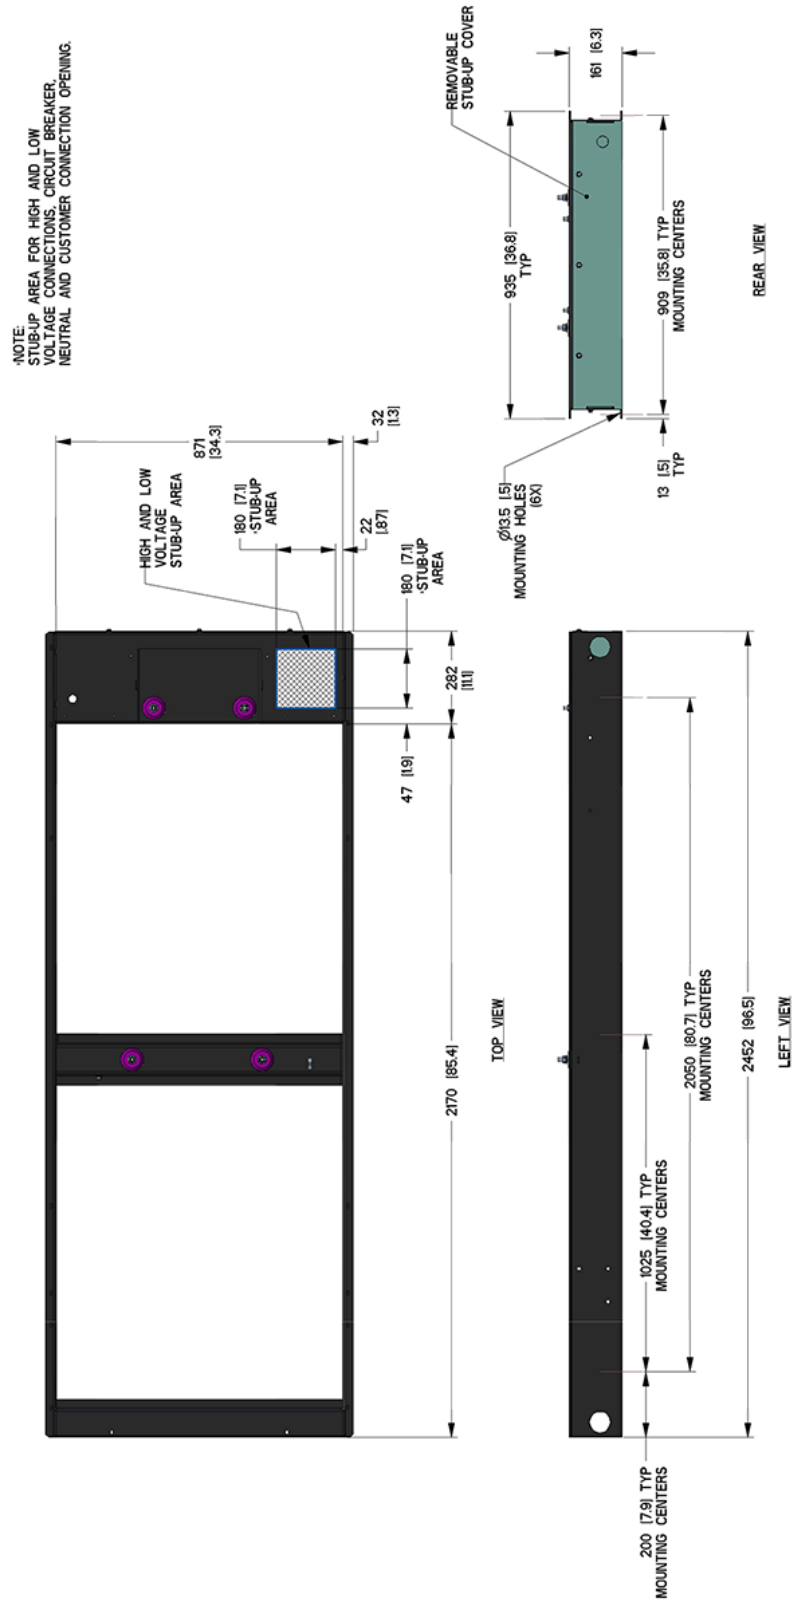 *NOTE:
STUB-UP AREA FOR HIGH AND LOW
VOLTAGE CONNECTIONS, CIRCUIT BREAKER,
NEUTRAL AND CUSTOMER CONNECTION OPENING.
871
[34.3]
32
[1.3]
HIGH AND LOW
VOLTAGE
STUB-UP AREA
180 [7.1]
*STUB-UP
AREA
22
[.87]
180 [7.1]
*STUB-UP
AREA
282
[11.1]
47 [1.9]
2170 [85.4]
TOP VIEW
REMOVABLE
STUB-UP COVER
161 [6.3]
935 [36.8]
TYP
909 [35.8] TYP
MOUNTING CENTERS
13 [.5]
TYP
Ø13.5 [.5]
MOUNTING HOLES
(6X)
REAR VIEW
200 [7.9] TYP
MOUNTING CENTERS
1025 [40.4] TYP
MOUNTING CENTERS
2050 [80.7] TYP
MOUNTING CENTERS
2452 [96.5]
LEFT VIEW